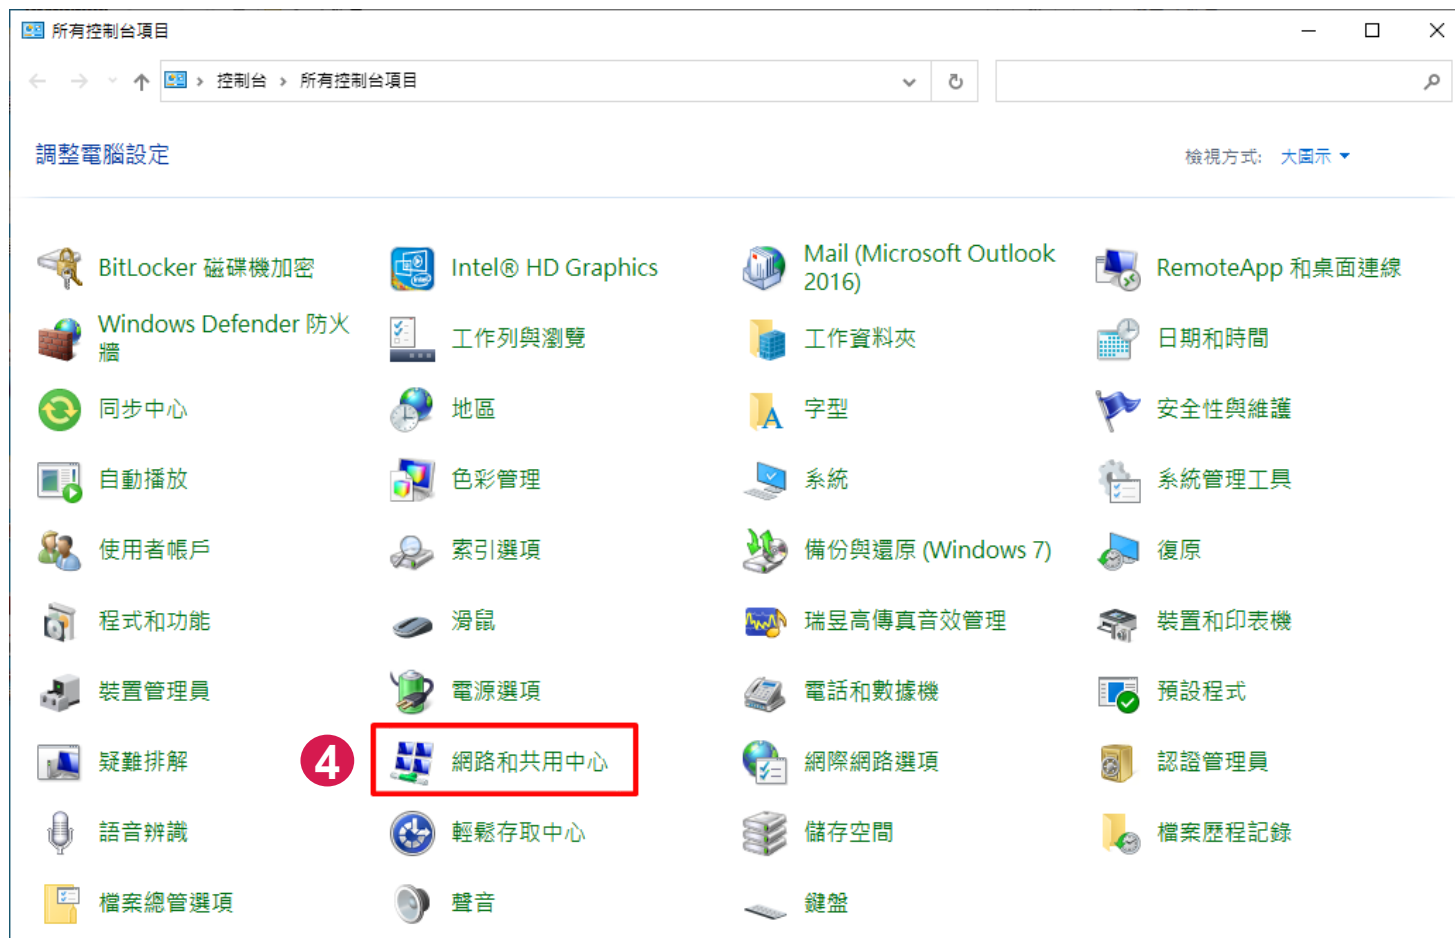 所有控制台項目
控制台 › 所有控制台項目
調整電腦設定
檢視方式: 大圖示
BitLocker 磁碟機加密
Intel® HD Graphics
Mail (Microsoft Outlook
2016)
RemoteApp 和桌面連線
Windows Defender 防火
牆
工作列與瀏覽
工作資料夾
日期和時間
同步中心
地區
字型
安全性與維護
自動播放
色彩管理
系統
系統管理工具
使用者帳戶
索引選項
備份與還原 (Windows 7)
復原
程式和功能
滑鼠
瑞昱高傳真音效管理
裝置和印表機
裝置管理員
電源選項
電話和數據機
預設程式
疑難排解
4
網路和共用中心
網際網路選項
認證管理員
語音辨識
輕鬆存取中心
儲存空間
檔案歷程記錄
檔案總管選項
聲音
鍵盤